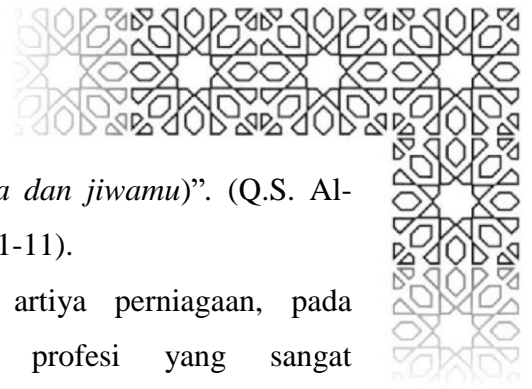 a dan jiwamu)”. (Q.S. Al-
1-11).
artiya perniagaan, pada
profesi yang sangat